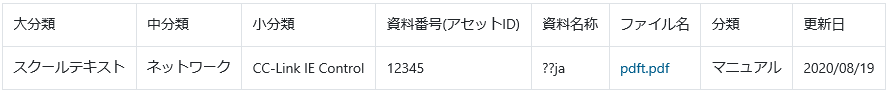 大分類 中分類 小分類 資料番号(アセットID) 資料名称 ファイル名 分類 更新日
スクールテキスト ネットワーク CC-Link IE Control 12345 ??ja pdft.pdf マニュアル 2020/08/19